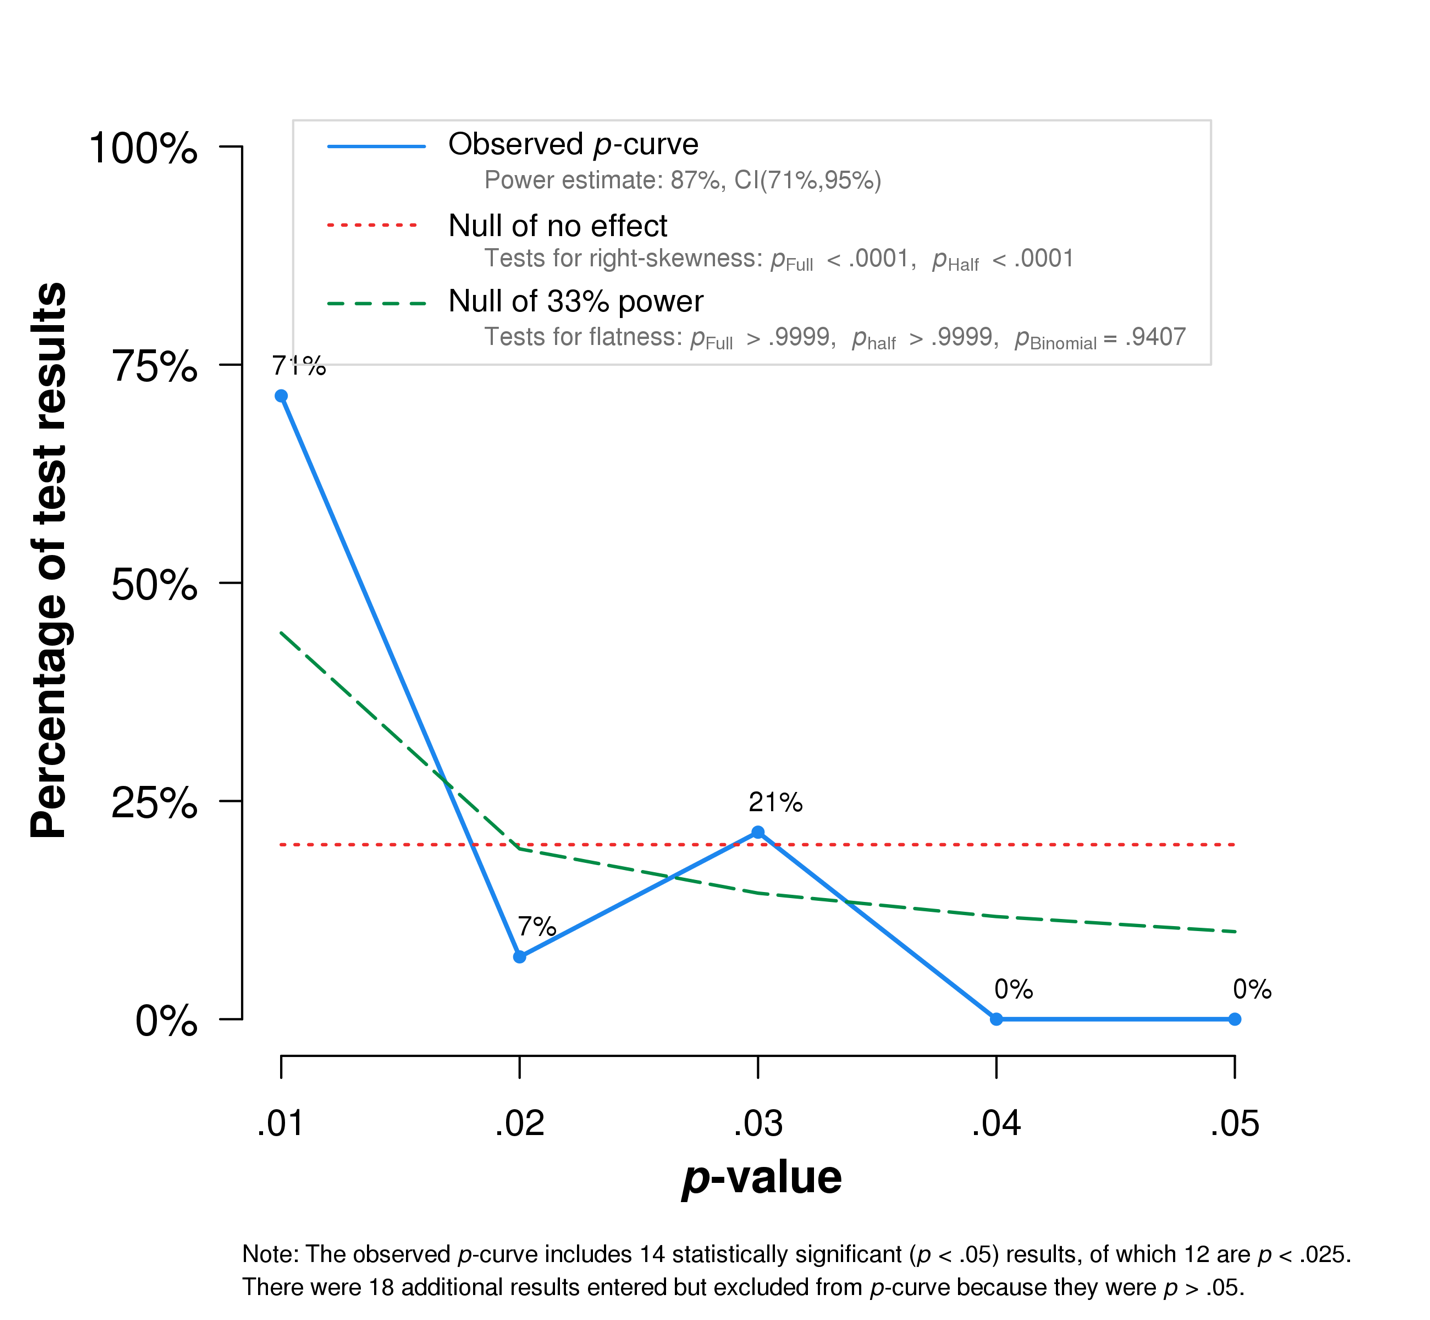 100%
75%
50%
25%
0%
Percentage of test results
Observed p-curve
Power estimate: 87%, CI(71%,95%)
Null of no effect
Tests for right-skewness: pFull < .0001, pHalf < .0001
Null of 33% power
Tests for flatness: pFull > .9999, phalf > .9999, pBinomial = .9407
71%
7%
21%
0%
0%
.01 .02 .03 .04 .05
p-value
Note: The observed p-curve includes 14 statistically significant (p < .05) results, of which 12 are p < .025.
There were 18 additional results entered but excluded from p-curve because they were p > .05.